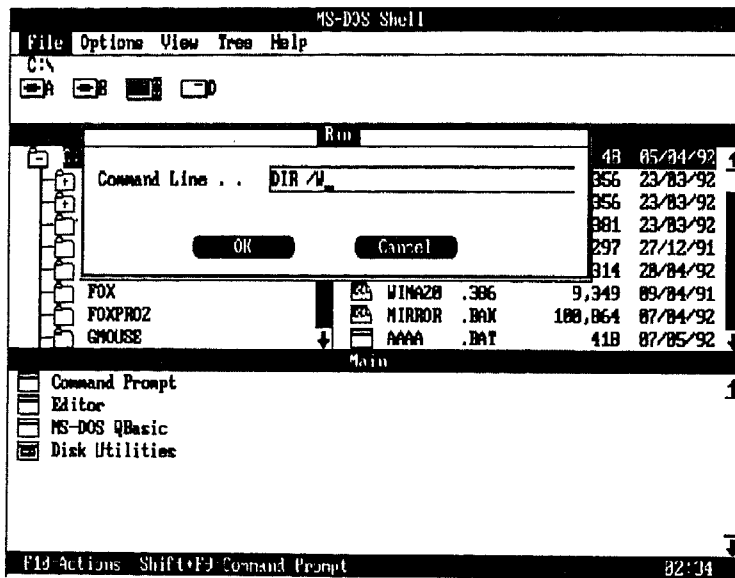 MS-DOS Shell
File Options View Tree Help
C:\
A B D
Run
48 05/04/92
Command Line . . DIR /W_
356 23/03/92
356 23/03/92
381 23/03/92
OK Cancel
297 27/12/91
314 28/04/92
FOX WINA20 .386 9,349 09/04/91
FOXPRO2 MIRROR .BAK 100,864 07/04/92
GMOUSE AAAA .BAT 418 07/05/92
Main
Command Prompt
Editor
MS-DOS QBasic
Disk Utilities
F10=Actions Shift+F9=Command Prompt 02:34